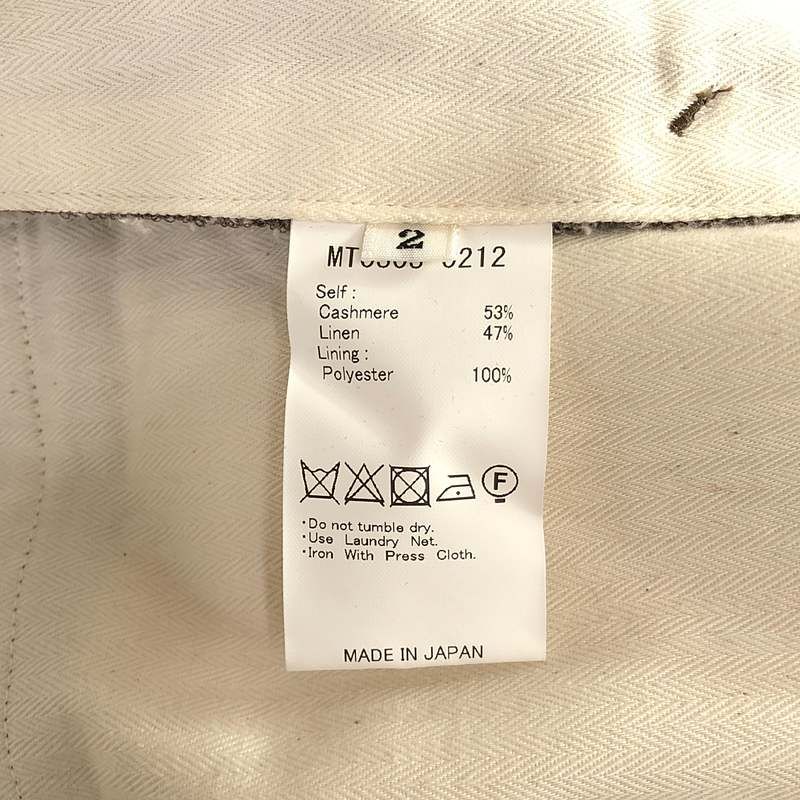 2
Self :
Cashmere 53%
Linen 47%
Lining :
Polyester 100%
F
・Do not tumble dry.
・Use Laundry Net.
・Iron With Press Cloth.
MADE IN JAPAN